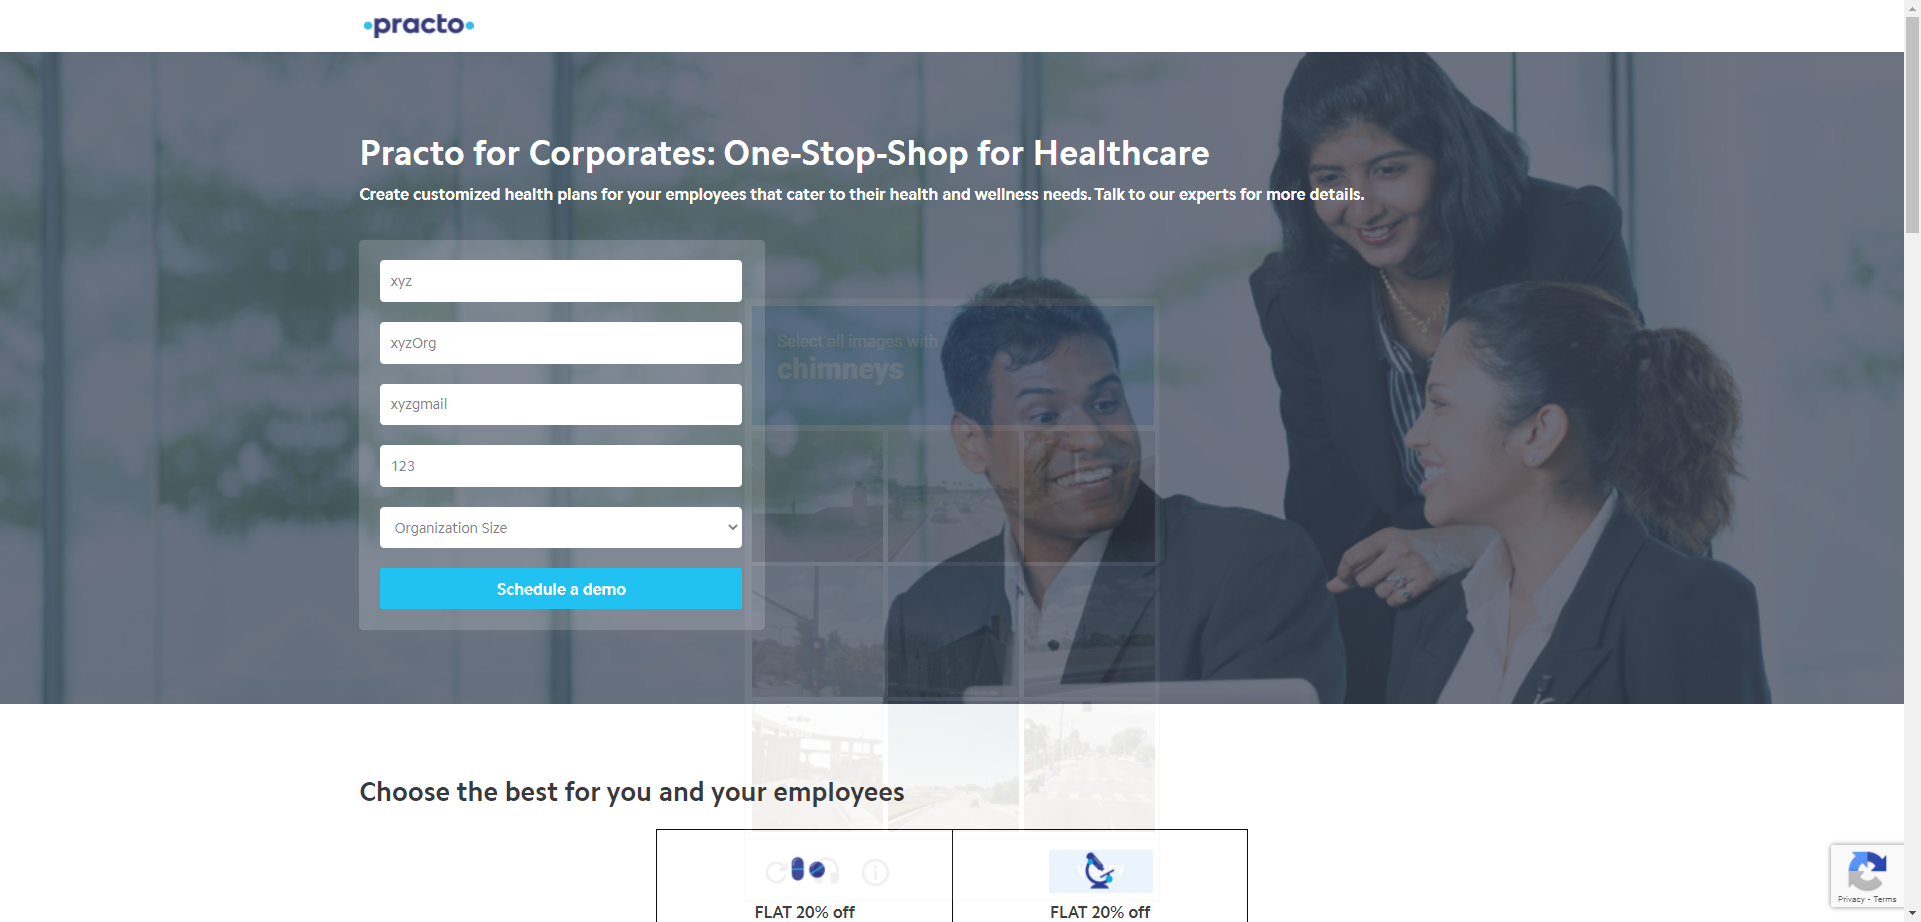 practo
Practo for Corporates: One-Stop-Shop for Healthcare
Create customized health plans for your employees that cater to their health and wellness needs. Talk to our experts for more details.
xyz
xyzOrg
xyzgmail
123
Organization Size
Schedule a demo
Select all images with
chimneys
Choose the best for you and your employees
FLAT 20% off
FLAT 20% off
Privacy - Terms